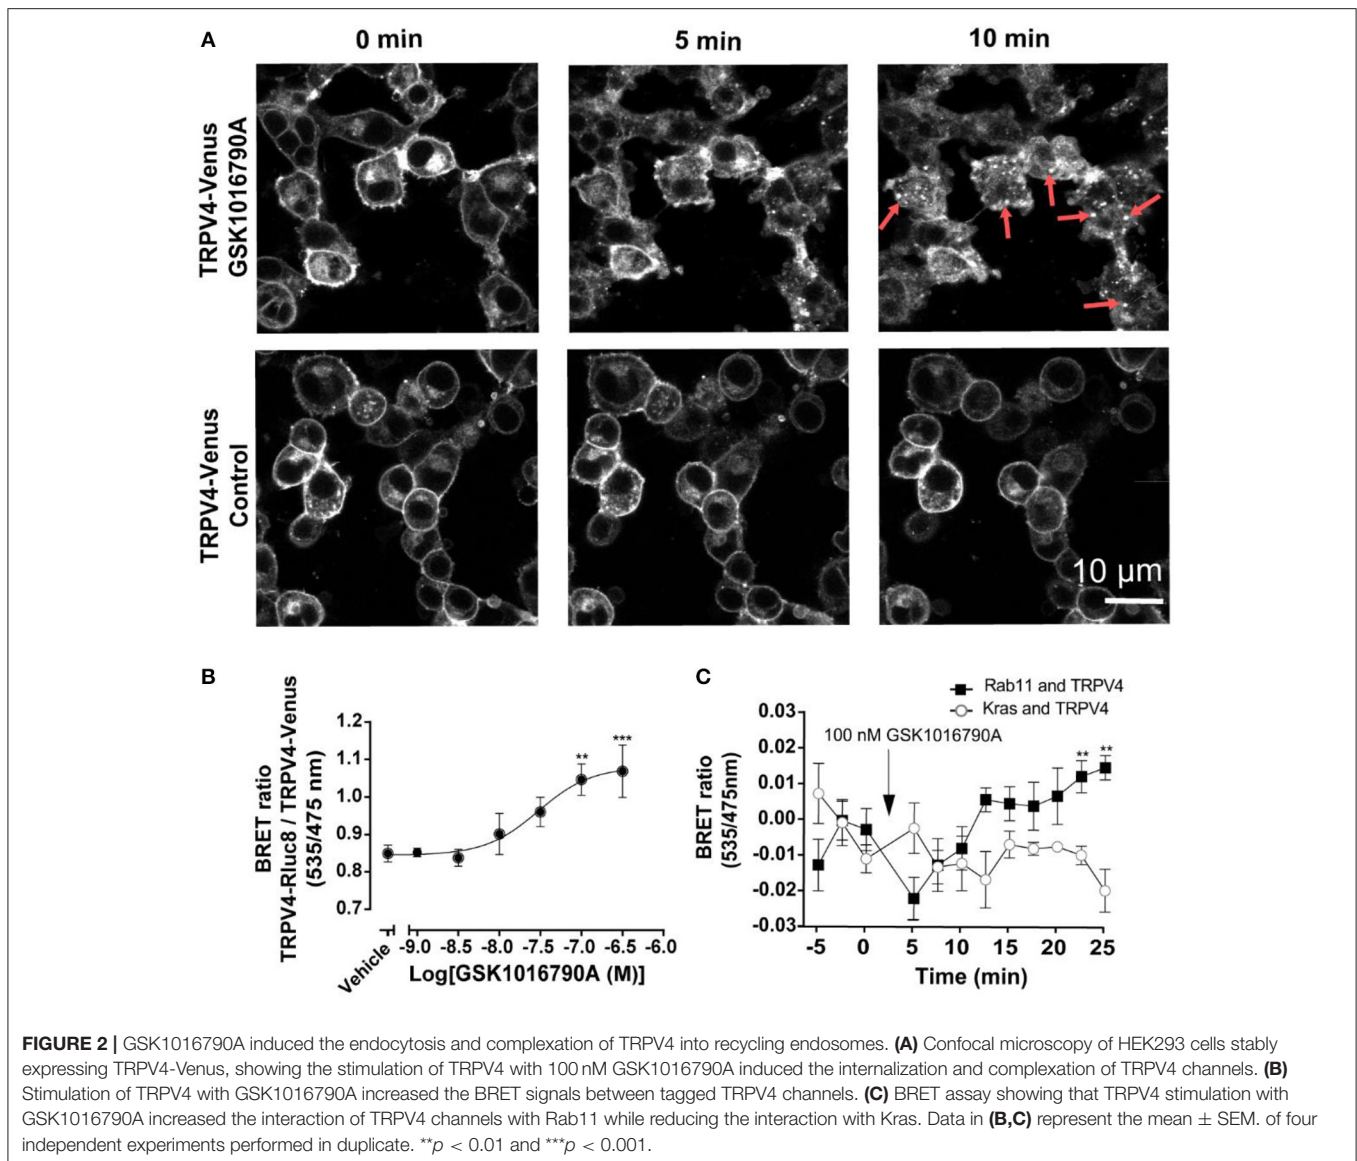 A
0 min
5 min
10 min
TRPV4-Venus
GSK1016790A
TRPV4-Venus
Control
10 µm
B
BRET ratio
TRPV4-Rluc8 / TRPV4-Venus
(535/475 nm)
1.2
1.1
1.0
0.9
0.8
0.7
**
***
Vehicle
-9.0 -8.5 -8.0 -7.5 -7.0 -6.5 -6.0
Log[GSK1016790A (M)]
C
Rab11 and TRPV4
Kras and TRPV4
100 nM GSK1016790A
BRET ratio
(535/475nm)
0.03
0.02
0.01
0.00
-0.01
-0.02
-0.03
** **
-5 0 5 10 15 20 25
Time (min)
FIGURE 2 | GSK1016790A induced the endocytosis and complexation of TRPV4 into recycling endosomes. (A) Confocal microscopy of HEK293 cells stably
expressing TRPV4-Venus, showing the stimulation of TRPV4 with 100 nM GSK1016790A induced the internalization and complexation of TRPV4 channels. (B)
Stimulation of TRPV4 with GSK1016790A increased the BRET signals between tagged TRPV4 channels. (C) BRET assay showing that TRPV4 stimulation with
GSK1016790A increased the interaction of TRPV4 channels with Rab11 while reducing the interaction with Kras. Data in (B,C) represent the mean ± SEM. of four
independent experiments performed in duplicate. **p < 0.01 and ***p < 0.001.